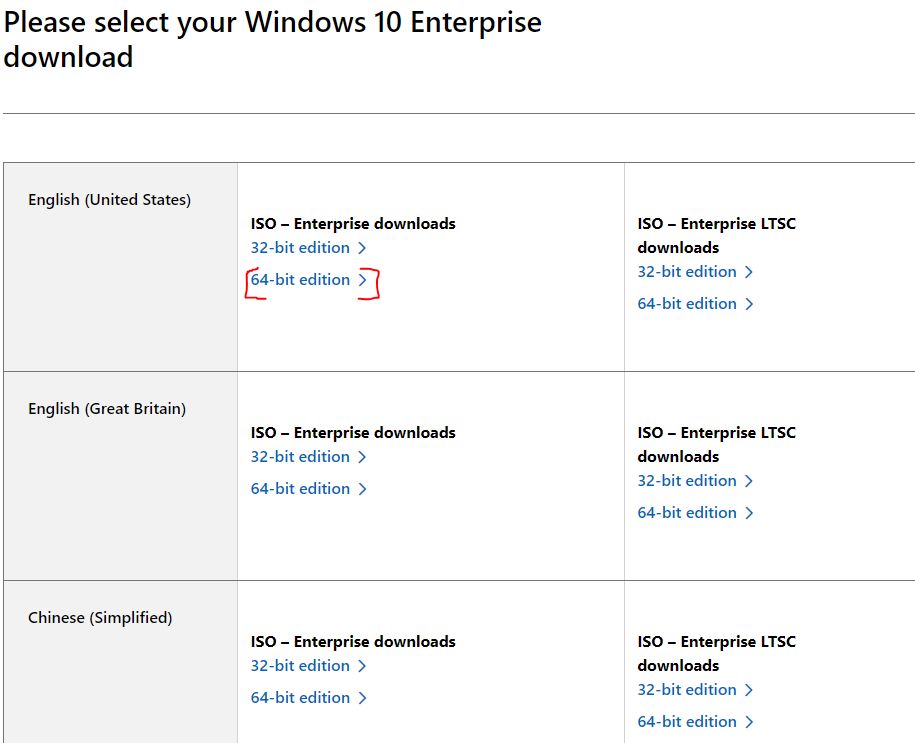 Please select your Windows 10 Enterprise
download
English (United States)
ISO – Enterprise downloads
32-bit edition
64-bit edition
ISO – Enterprise LTSC
downloads
32-bit edition
64-bit edition
English (Great Britain)
ISO – Enterprise downloads
32-bit edition
64-bit edition
ISO – Enterprise LTSC
downloads
32-bit edition
64-bit edition
Chinese (Simplified)
ISO – Enterprise downloads
32-bit edition
64-bit edition
ISO – Enterprise LTSC
downloads
32-bit edition
64-bit edition